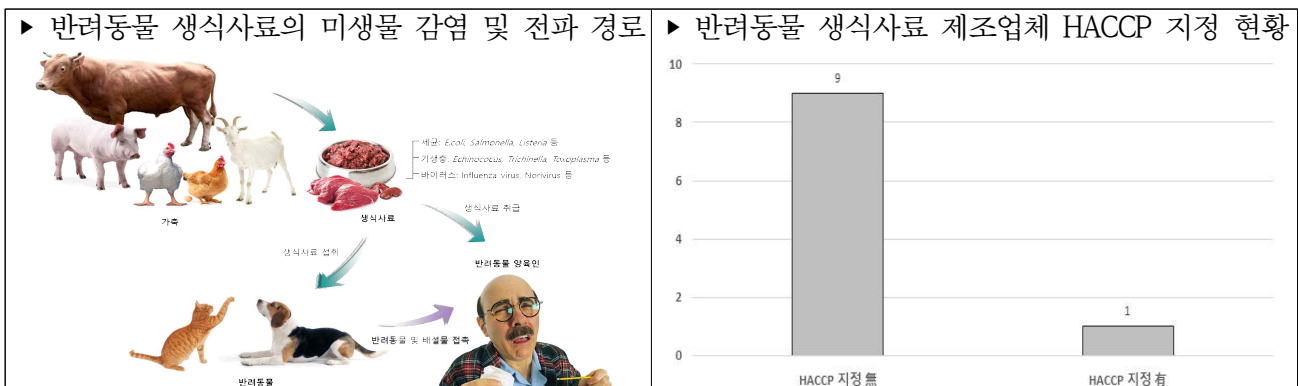 ▶ 반려동물 생식사료의 미생물 감염 및 전파 경로
세균: E.coli, Salmonella, Listeria 등
기생충: Echinococus, Trichinella, Toxoplasma 등
바이러스: Influenza virus, Norivirus 등
가축
생식사료
생식사료 취급
생식사료 섭취
반려동물 양육인
반려동물 및 배설물 접촉
반려동물
▶ 반려동물 생식사료 제조업체 HACCP 지정 현황
10
9
8
6
4
2
1
0
HACCP 지정 無
HACCP 지정 有